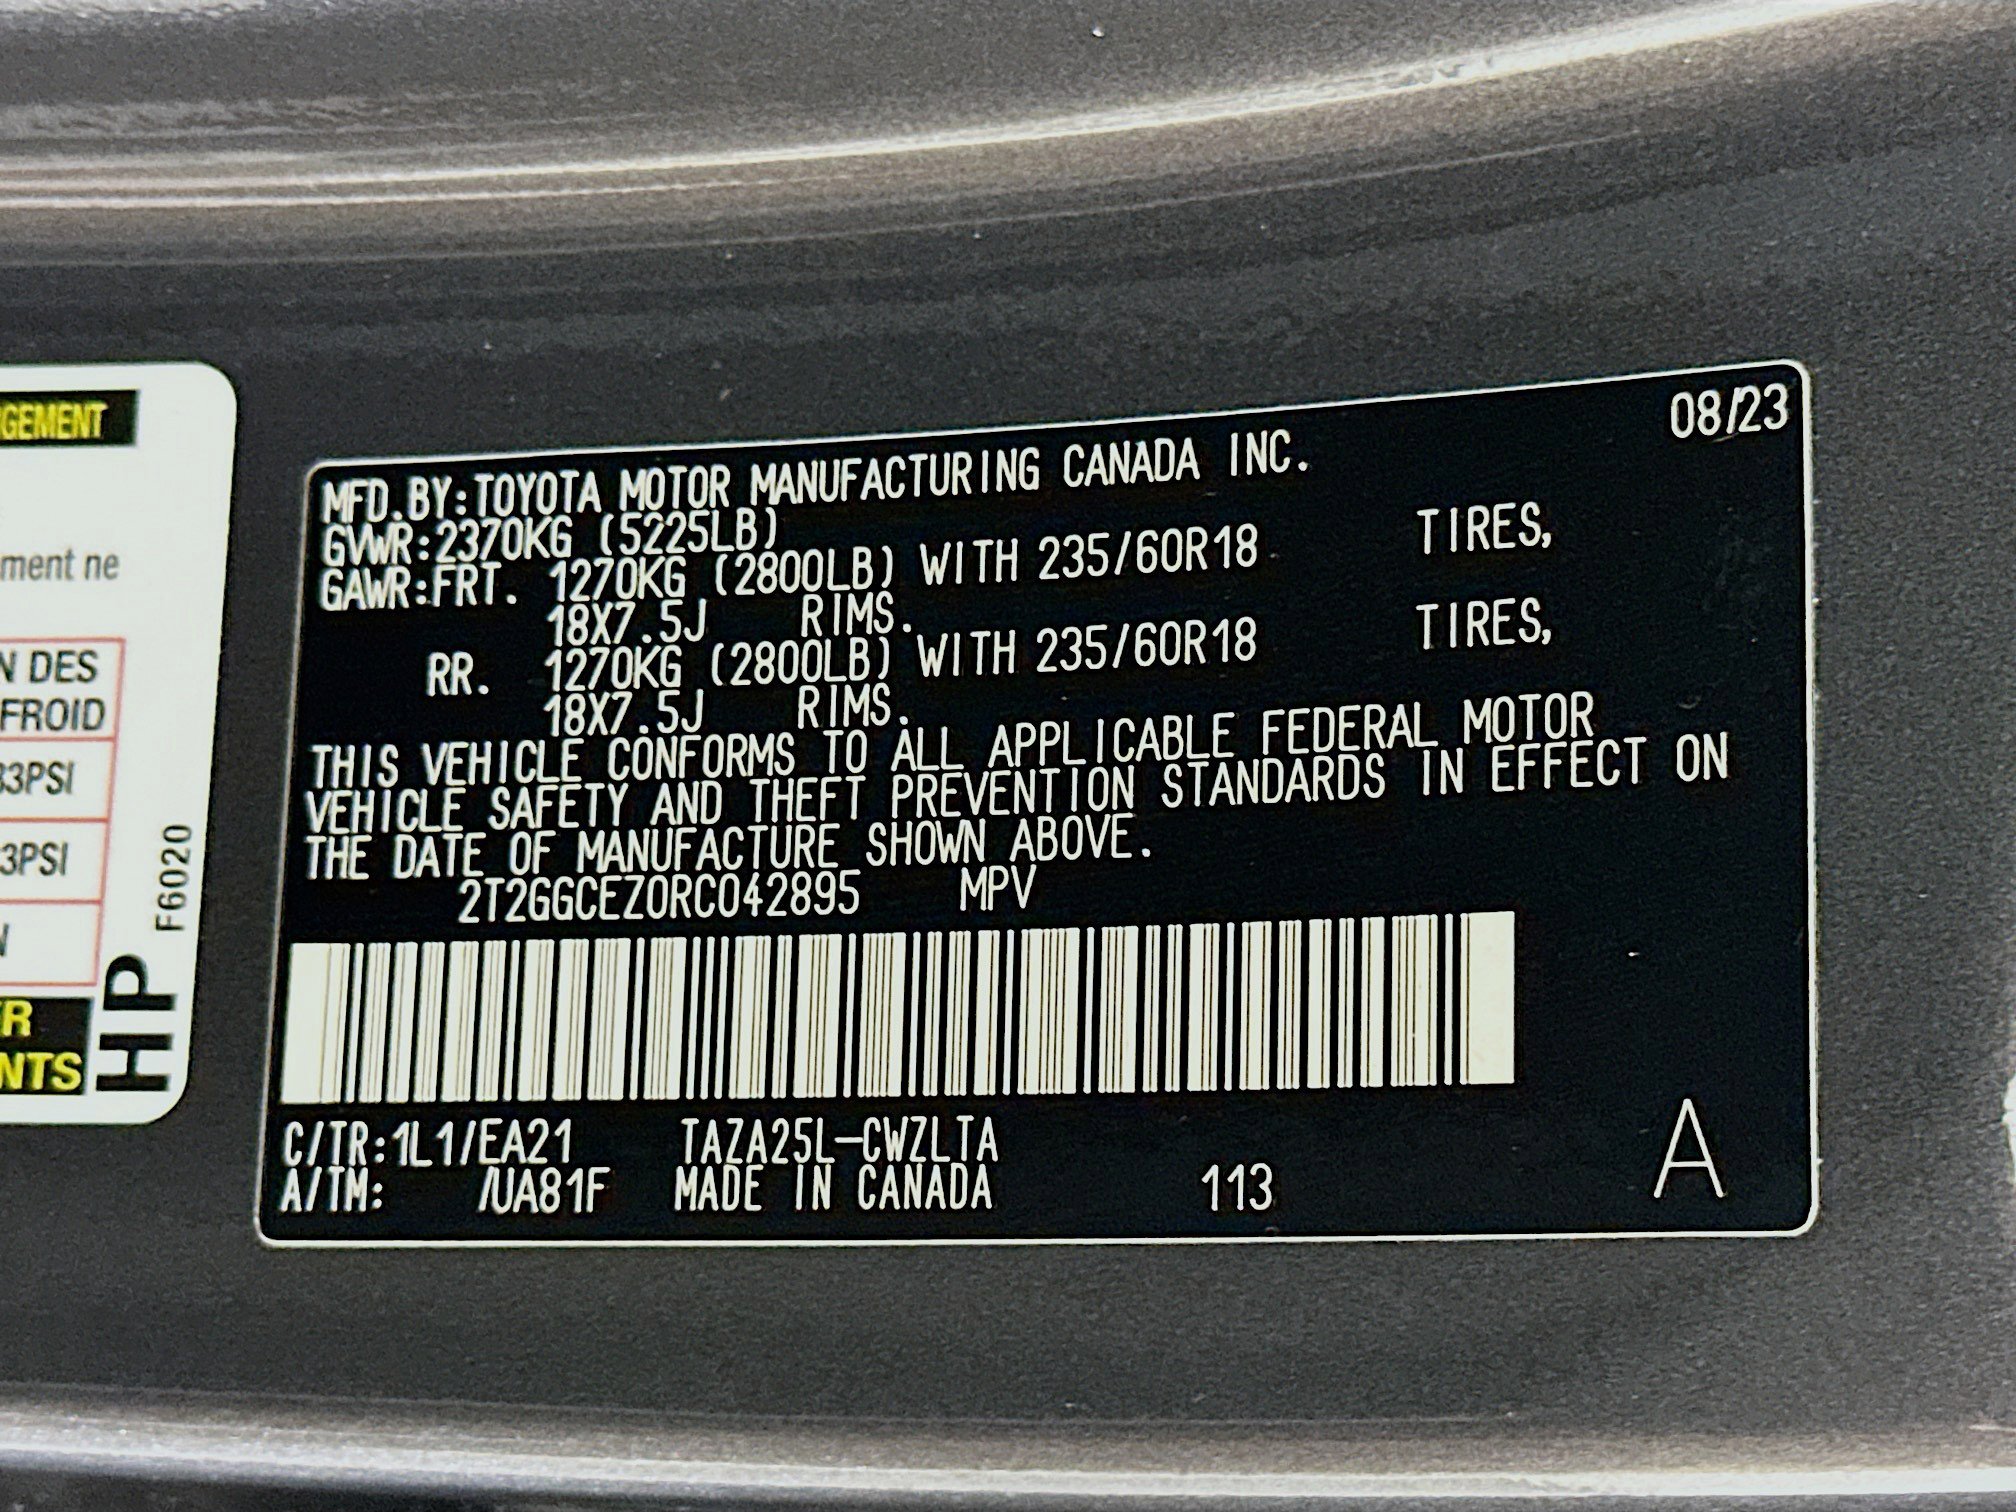 GEMENT
ment ne
N DES
FROID
33PSI
3PSI
N
R
NTS
HP
F6020
08/23
MFD.BY:TOYOTA MOTOR MANUFACTURING CANADA INC.
GVWR:2370KG (5225LB)
GAWR:FRT. 1270KG (2800LB) WITH 235/60R18 TIRES,
18X7.5J RIMS.
RR. 1270KG (2800LB) WITH 235/60R18 TIRES,
18X7.5J RIMS.
THIS VEHICLE CONFORMS TO ALL APPLICABLE FEDERAL MOTOR
VEHICLE SAFETY AND THEFT PREVENTION STANDARDS IN EFFECT ON
THE DATE OF MANUFACTURE SHOWN ABOVE.
2T2GGCEZ0RC042895 MPV
C/TR:1L1/EA21 TAZA25L-CWZLTA
A/TM: /UA81F MADE IN CANADA 113
A